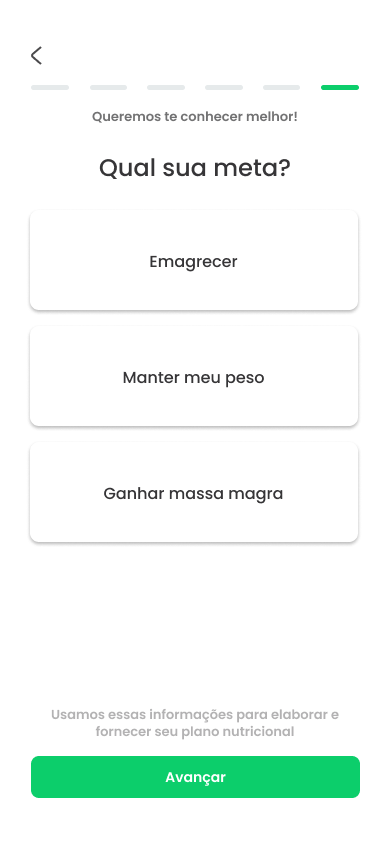 Queremos te conhecer melhor!
Qual sua meta?
Emagrecer
Manter meu peso
Ganhar massa magra
Usamos essas informações para elaborar e
fornecer seu plano nutricional
Avançar